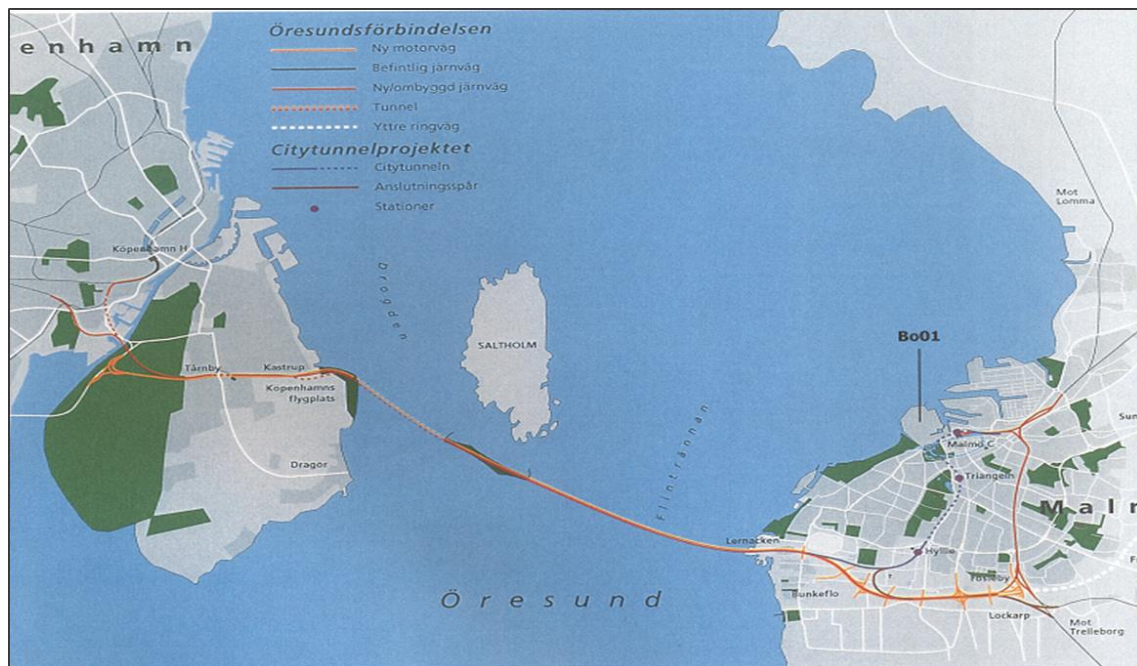 enhamn
Öresundsförbindelsen
Ny motorväg
Befintlig järnväg
Ny/ombyggd järnväg
Tunnel
Yttre ringväg
Citytunnelprojektet
Citytunneln
Anslutningsspår
Stationer
Mot
Lomma
Köpenhamn H
Drogden
SALTHOLM
Bo01
Tårnby
Kastrup
Köpenhamns
flygplats
Malmö C
Dragör
Triangeln
Malm
Flintrännan
Lernacken
Hyllie
Fosieby
Bunkeflo
Öresund
Lockarp
Mot
Trelleborg